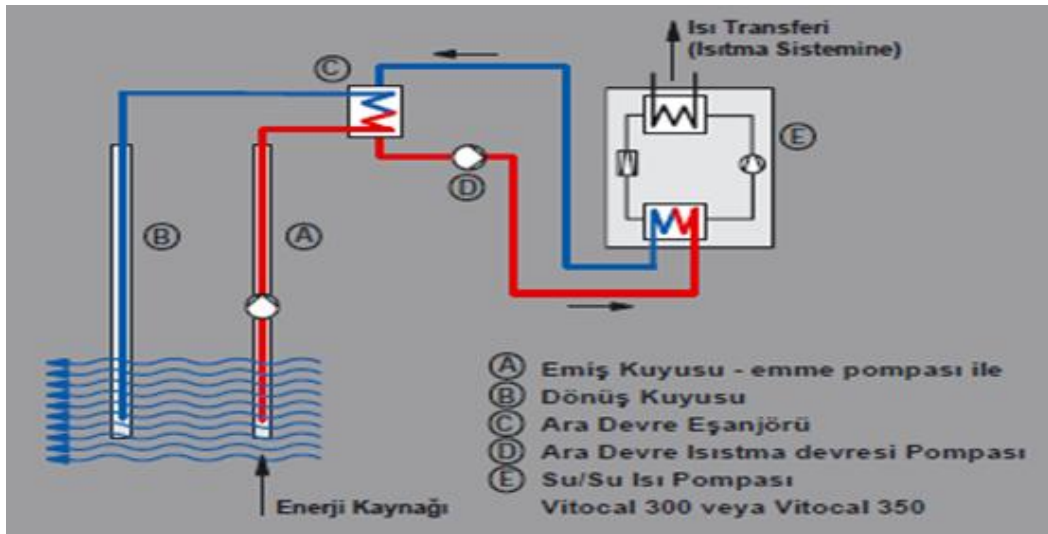 Isı Transferi
(Isıtma Sistemine)
C
E
D
B
A
A Emiş Kuyusu - emme pompası ile
B Dönüş Kuyusu
C Ara Devre Eşanjörü
D Ara Devre Isıstma devresi Pompası
E Su/Su Isı Pompası
Vitocal 300 veya Vitocal 350
Enerji Kaynağı